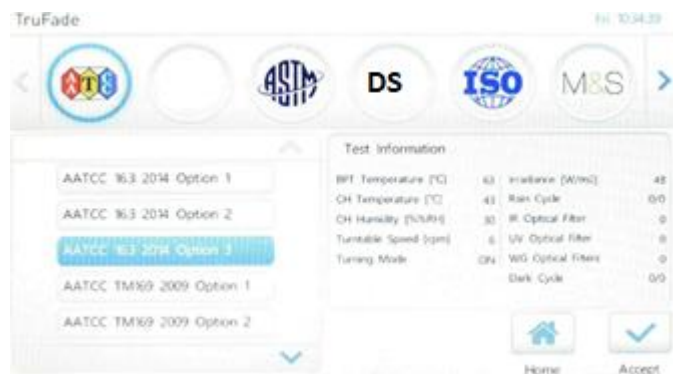 TruFade
Fri 10:34:39
ATS
ASTM
DS
ISO
M&S
Test Information
AATCC 163 2014 Option 1
AATCC 163 2014 Option 2
AATCC 163 2014 Option 3
AATCC TM169 2009 Option 1
AATCC TM169 2009 Option 2
BPT Temperature [°C] 63
CH Temperature [°C] 43
CH Humidity [%RH] 30
Turntable Speed [rpm] 6
Turning Mode ON
Irradiance [W/m2] 48
Rain Cycle 0/0
IR Optical Filter 0
UV Optical Filter 0
WG Optical Filters 0
Dark Cycle 0/0
Home
Accept